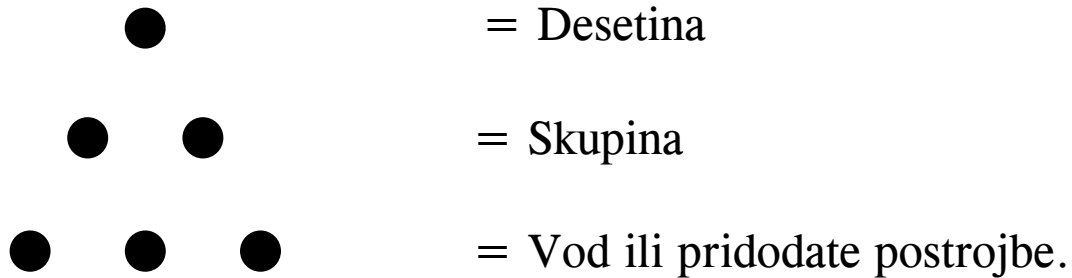 = Desetina
= Skupina
= Vod ili pridodate postrojbe.